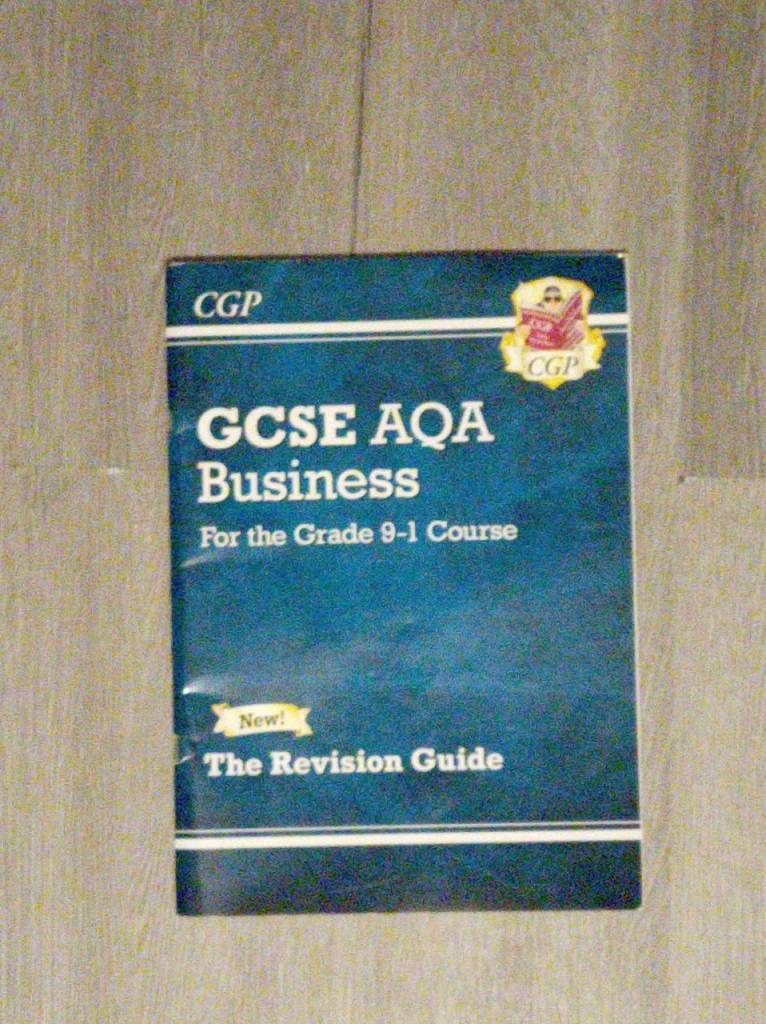 CGP
CGP
GCSE AQA
Business
For the Grade 9-1 Course
New!
The Revision Guide